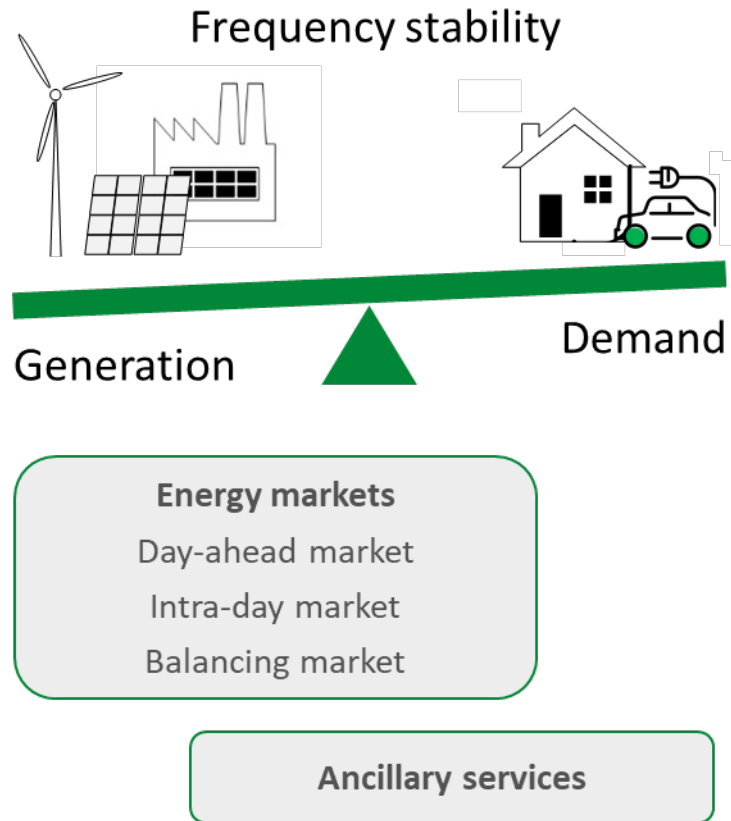 Frequency stability
Demand
Generation
Energy markets
Day-ahead market
Intra-day market
Balancing market
Ancillary services